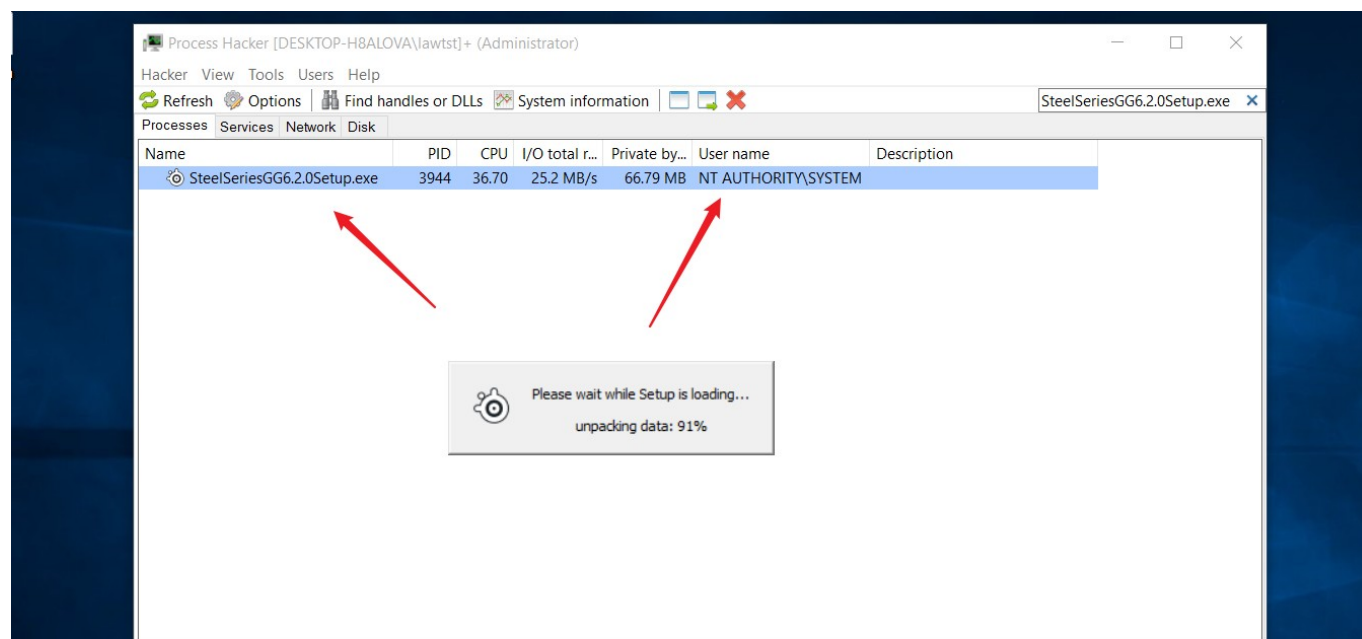 Process Hacker [DESKTOP-H8ALOVA\lawtst]+ (Administrator)
Hacker View Tools Users Help
Refresh Options Find handles or DLLs System information SteelSeriesGG6.2.0Setup.exe
Processes Services Network Disk
Name PID CPU I/O total r... Private by... User name Description
SteelSeriesGG6.2.0Setup.exe 3944 36.70 25.2 MB/s 66.79 MB NT AUTHORITY\SYSTEM
Please wait while Setup is loading...
unpacking data: 91%